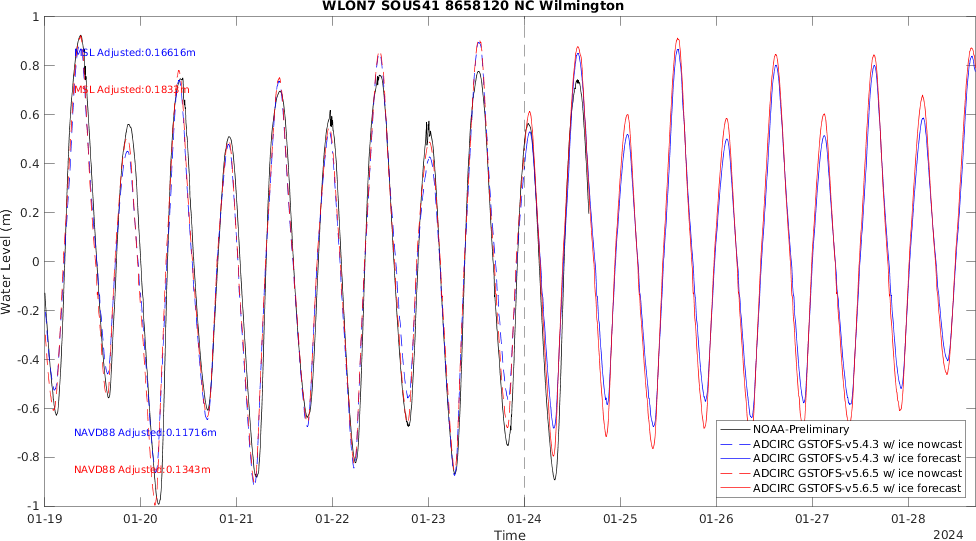 WLON7 SOUS41 8658120 NC Wilmington
Water Level (m)
1
0.8
0.6
0.4
0.2
0
-0.2
-0.4
-0.6
-0.8
-1
MSL Adjusted:0.16616m
MSL Adjusted:0.1833m
NAVD88 Adjusted:0.11716m
NAVD88 Adjusted:0.1343m
NOAA-Preliminary
ADCIRC GSTOFS-v5.4.3 w/ ice nowcast
ADCIRC GSTOFS-v5.4.3 w/ ice forecast
ADCIRC GSTOFS-v5.6.5 w/ ice nowcast
ADCIRC GSTOFS-v5.6.5 w/ ice forecast
01-19 01-20 01-21 01-22 01-23 01-24 01-25 01-26 01-27 01-28
Time
2024